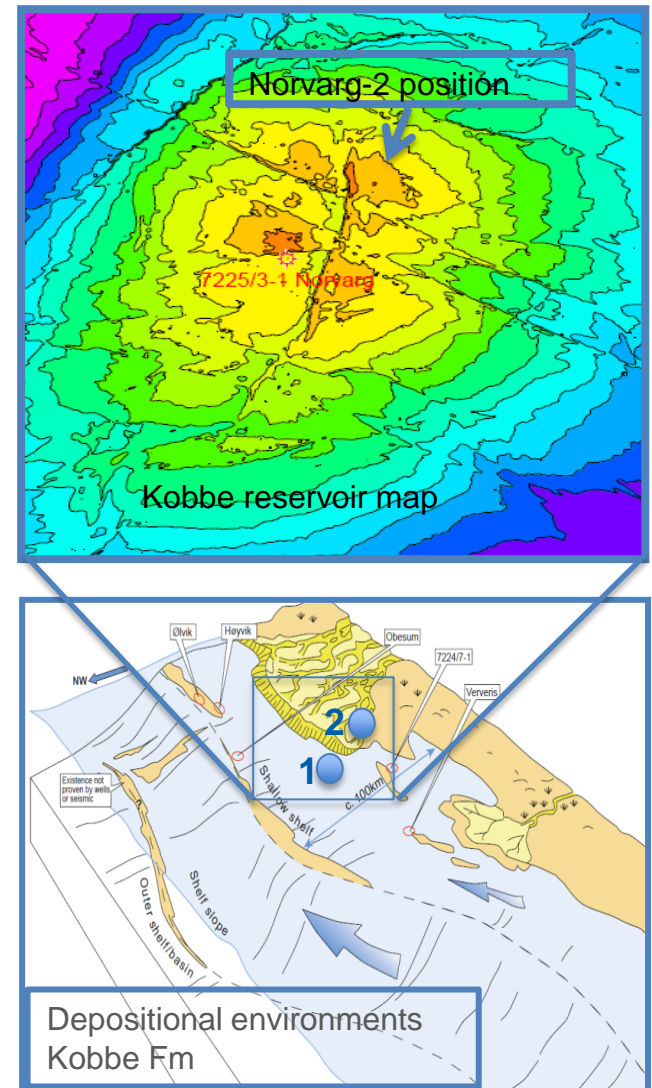 Norvarg-2 position
7225/3-1 Norvarg
Kobbe reservoir map
Ølvik
Høyvik
Obesum
7224/7-1
Ververis
NW
2
1
Existence not
proven by wells
or seismic
Shallow shelf
c. 100km
Shelf slope
Outer shelf/basin
Depositional environments
Kobbe Fm